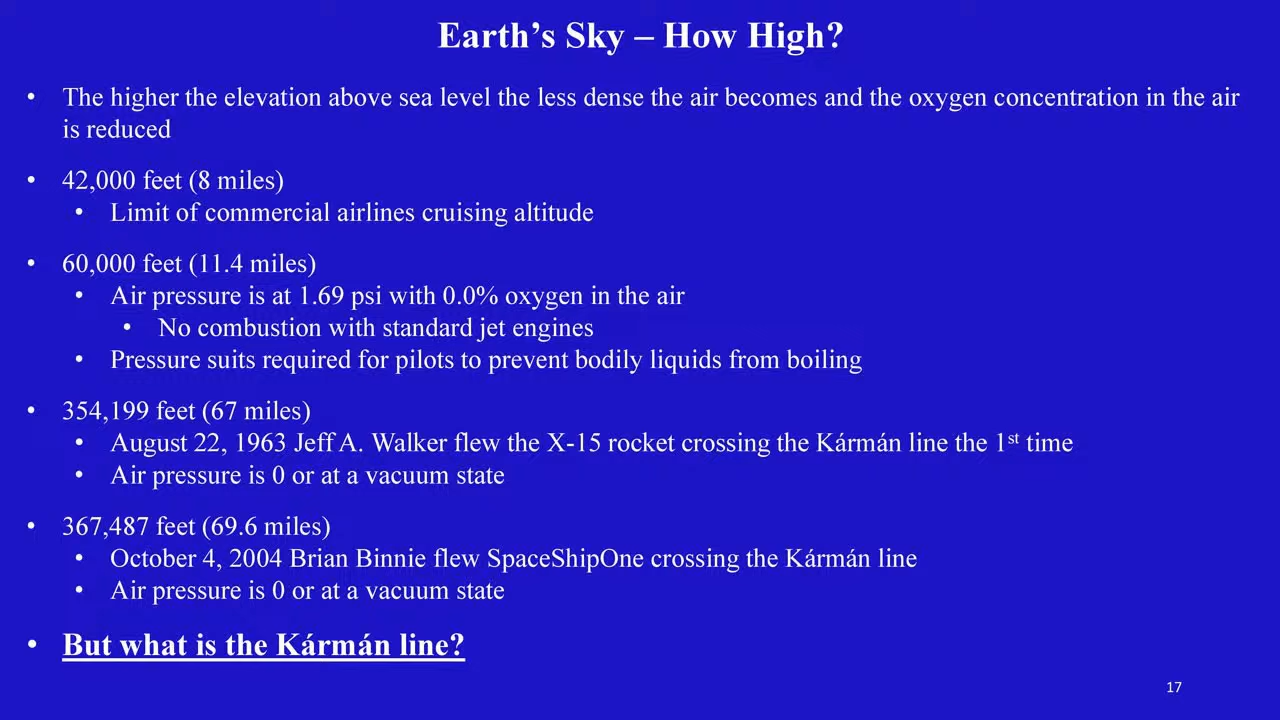 Earth’s Sky – How High?
• The higher the elevation above sea level the less dense the air becomes and the oxygen concentration in the air
is reduced
• 42,000 feet (8 miles)
• Limit of commercial airlines cruising altitude
• 60,000 feet (11.4 miles)
• Air pressure is at 1.69 psi with 0.0% oxygen in the air
• No combustion with standard jet engines
• Pressure suits required for pilots to prevent bodily liquids from boiling
• 354,199 feet (67 miles)
• August 22, 1963 Jeff A. Walker flew the X-15 rocket crossing the Kármán line the 1st time
• Air pressure is 0 or at a vacuum state
• 367,487 feet (69.6 miles)
• October 4, 2004 Brian Binnie flew SpaceShipOne crossing the Kármán line
• Air pressure is 0 or at a vacuum state
• But what is the Kármán line?
17